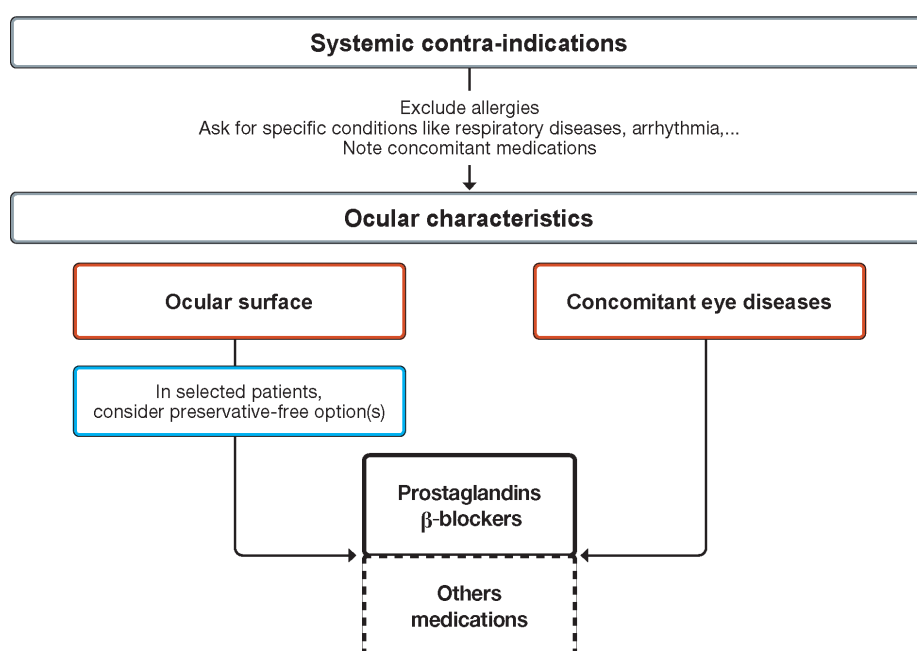 Systemic contra-indications
Exclude allergies
Ask for specific conditions like respiratory diseases, arrhythmia,...
Note concomitant medications
Ocular characteristics
Ocular surface
Concomitant eye diseases
In selected patients,
consider preservative-free option(s)
Prostaglandins
β-blockers
Others
medications